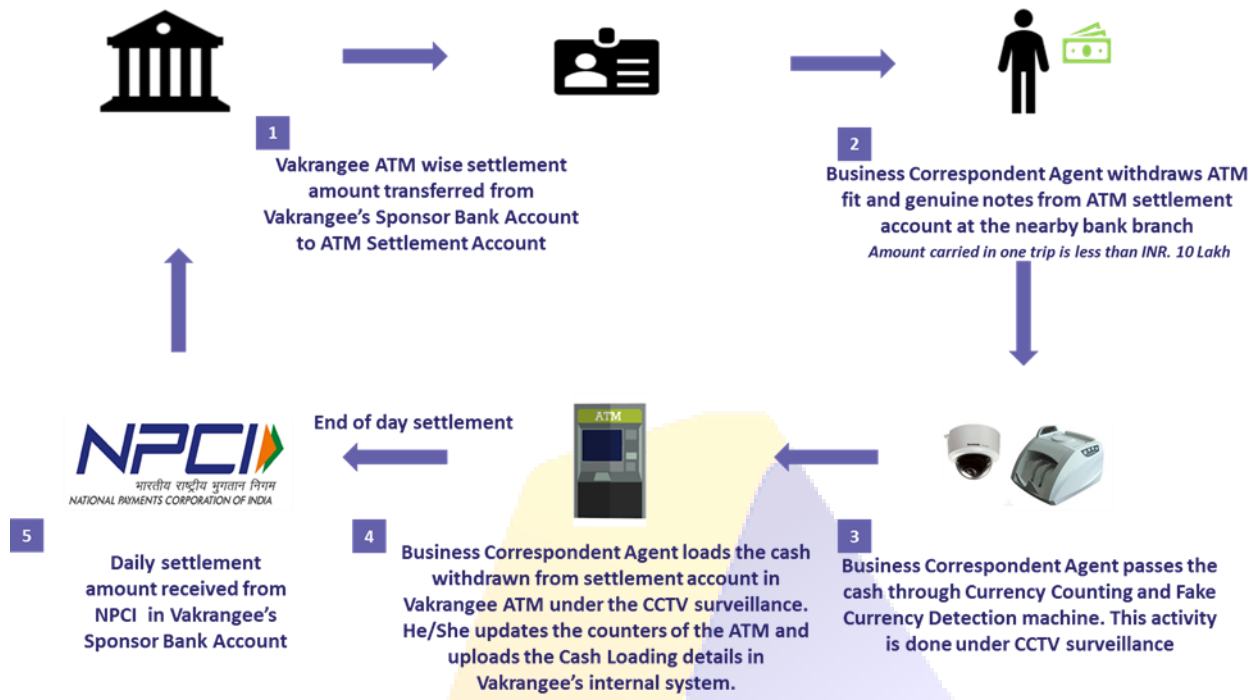 1
Vakrangee ATM wise settlement
amount transferred from
Vakrangee's Sponsor Bank Account
to ATM Settlement Account
2
Business Correspondent Agent withdraws ATM
fit and genuine notes from ATM settlement
account at the nearby bank branch
Amount carried in one trip is less than INR. 10 Lakh
3
Business Correspondent Agent passes the
cash through Currency Counting and Fake
Currency Detection machine. This activity
is done under CCTV surveillance
ATM
4
Business Correspondent Agent loads the cash
withdrawn from settlement account in
Vakrangee ATM under the CCTV surveillance.
He/She updates the counters of the ATM and
uploads the Cash Loading details in
Vakrangee's internal system.
End of day settlement
NPCI
भारतीय राष्ट्रीय भुगतान निगम
NATIONAL PAYMENTS CORPORATION OF INDIA
5
Daily settlement
amount received from
NPCI in Vakrangee's
Sponsor Bank Account